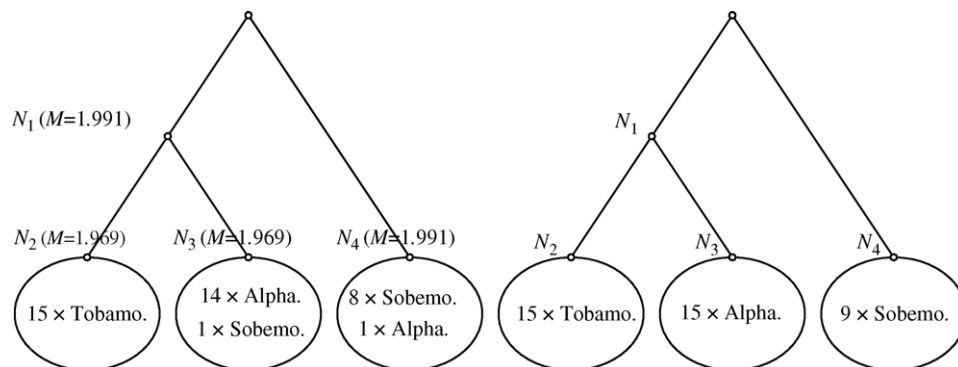 N1 (M=1.991)
N2 (M=1.969)
N3 (M=1.969)
N4 (M=1.991)
15 × Tobamo.
14 × Alpha.
1 × Sobemo.
8 × Sobemo.
1 × Alpha.
N1
N2
N3
N4
15 × Tobamo.
15 × Alpha.
9 × Sobemo.